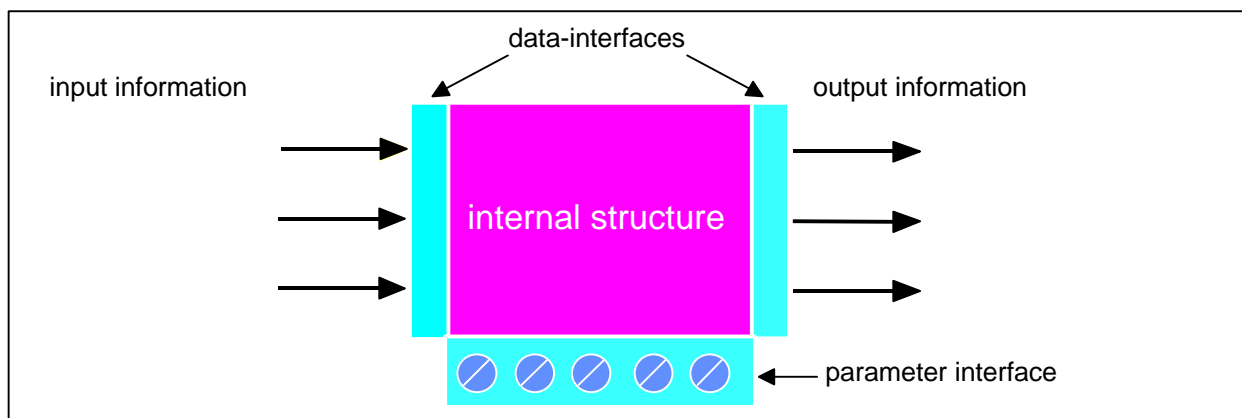 data-interfaces
input information
output information
internal structure
parameter interface